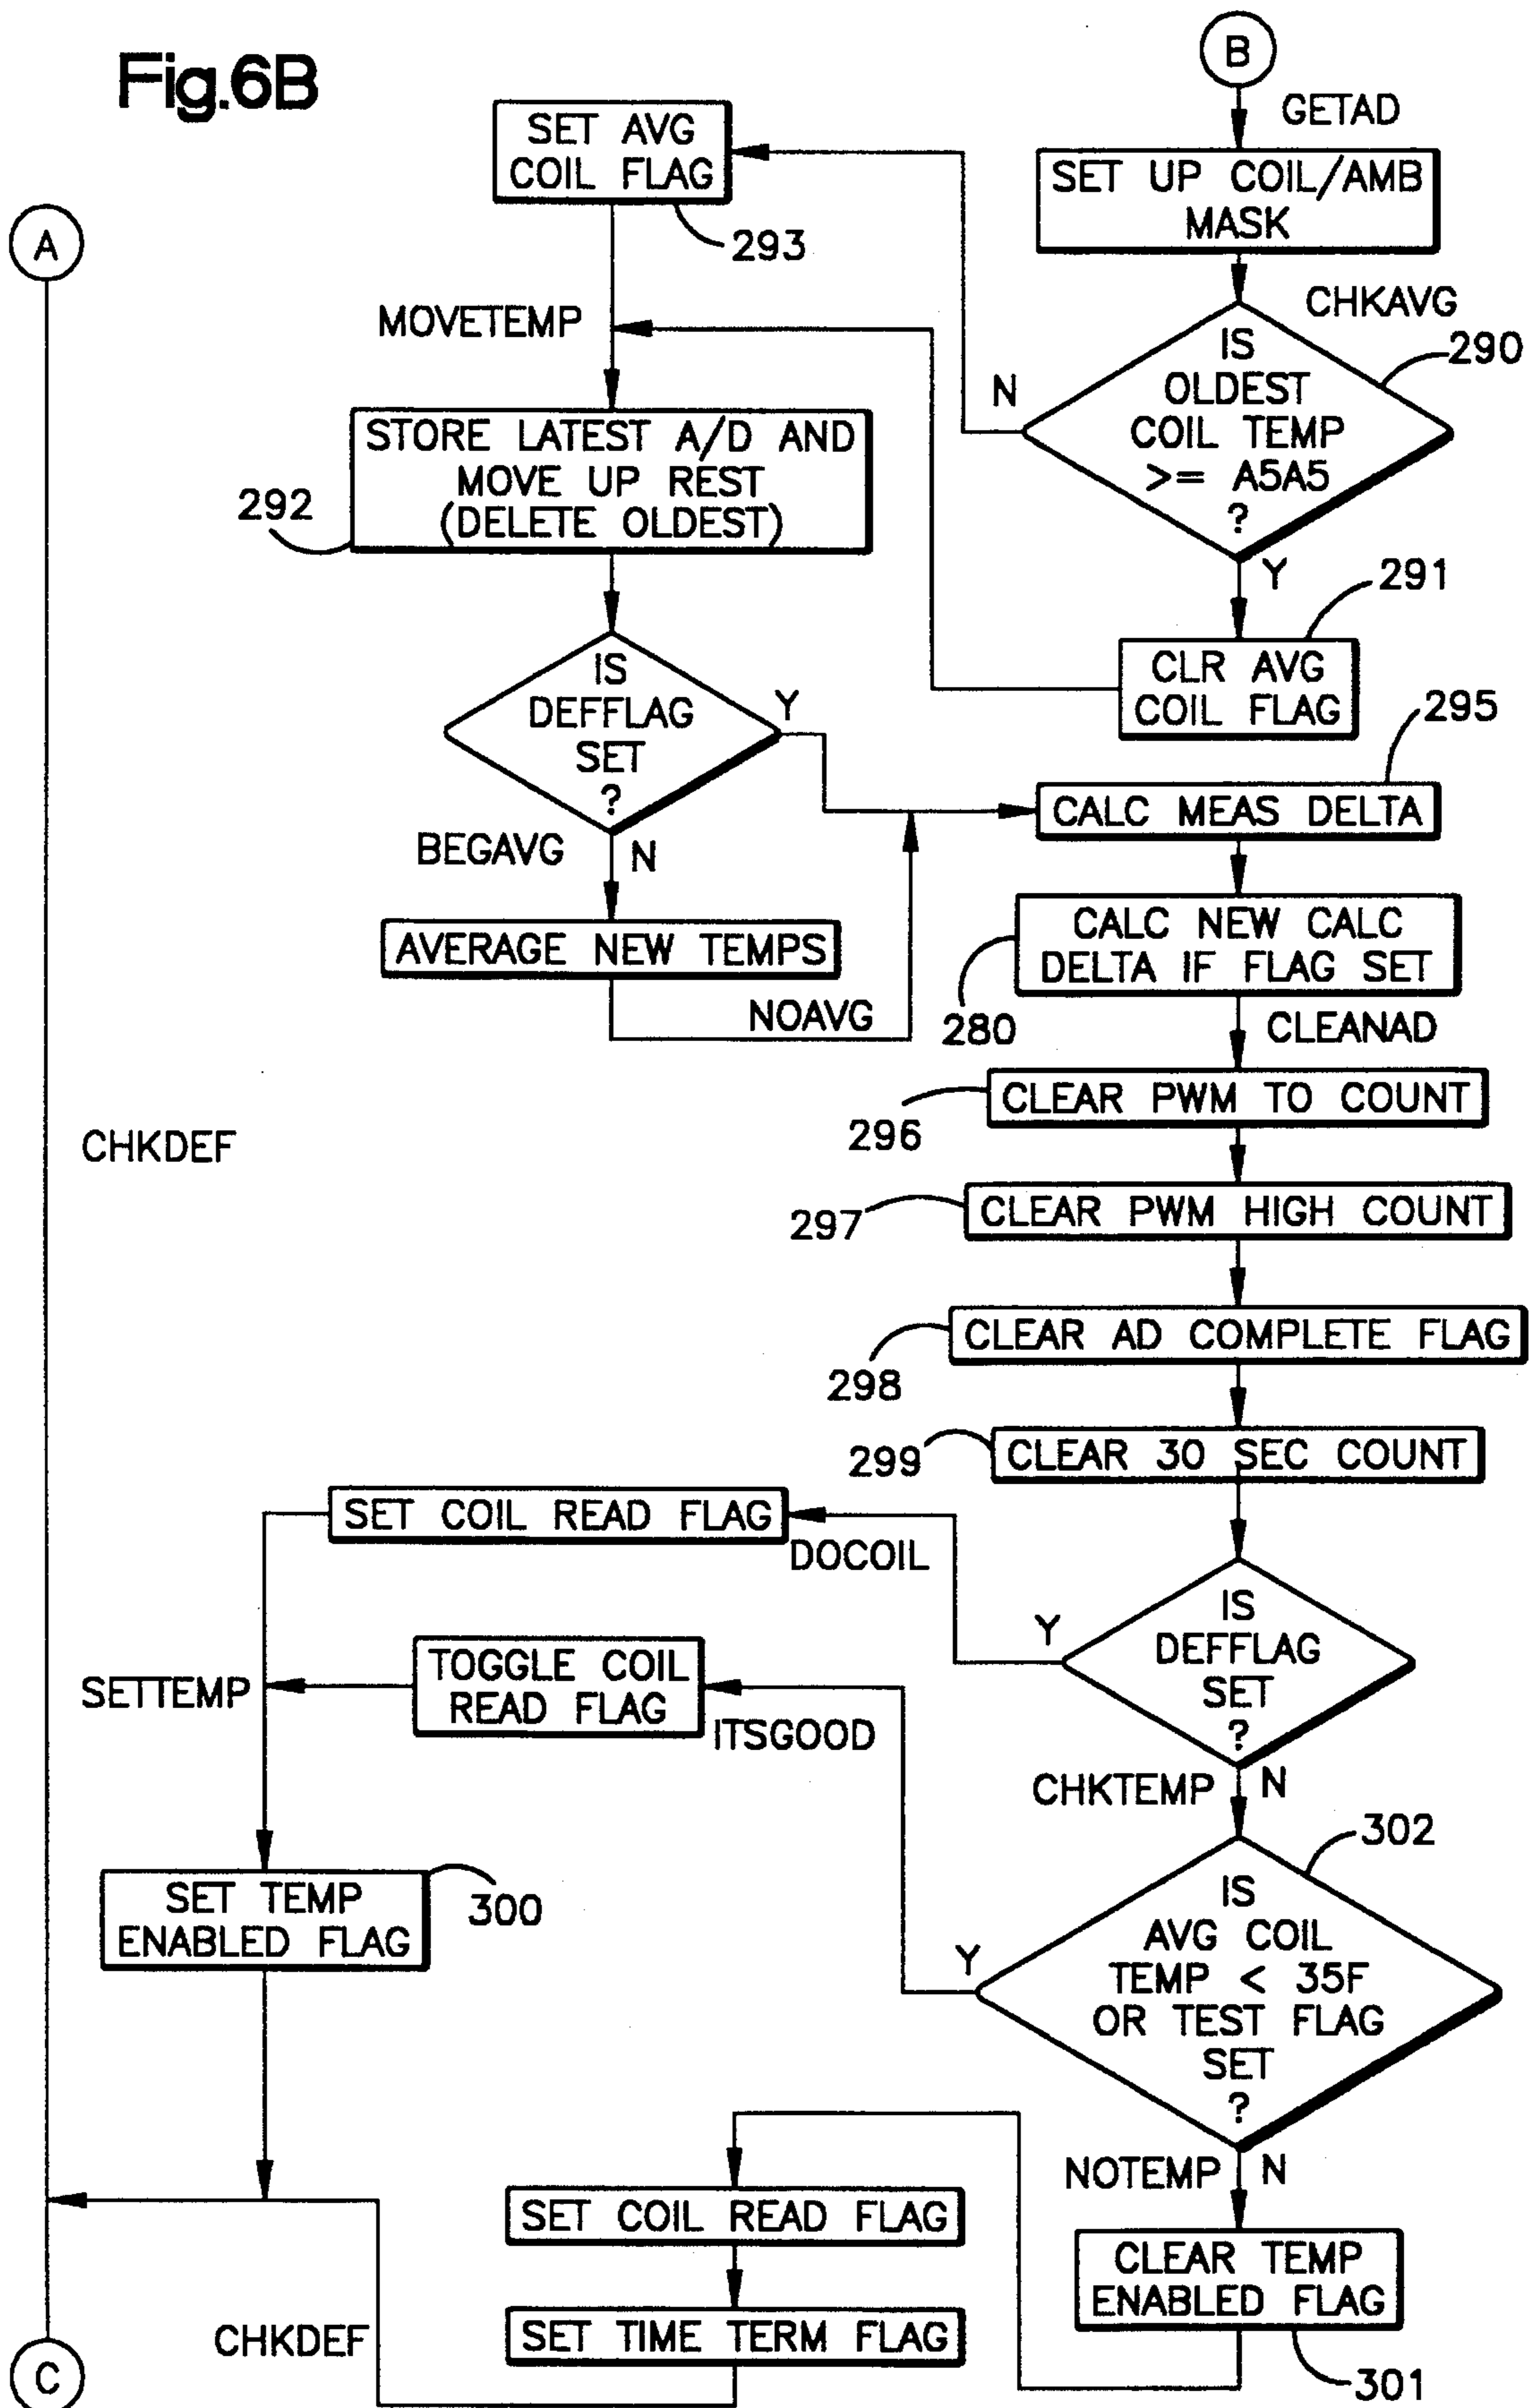 Fig.6B
B
GETAD
SET UP COIL/AMB
MASK
SET AVG
COIL FLAG
293
A
CHKAVG
290
IS
OLDEST
COIL TEMP
>= A5A5
?
N
Y
MOVETEMP
STORE LATEST A/D AND
MOVE UP REST
(DELETE OLDEST)
292
291
CLR AVG
COIL FLAG
IS
DEFFLAG
SET
?
Y
N
BEGAVG
AVERAGE NEW TEMPS
NOAVG
295
CALC MEAS DELTA
CALC NEW CALC
DELTA IF FLAG SET
280
CLEANAD
CLEAR PWM TO COUNT
296
CHKDEF
CLEAR PWM HIGH COUNT
297
CLEAR AD COMPLETE FLAG
298
CLEAR 30 SEC COUNT
299
SET COIL READ FLAG
DOCOIL
IS
DEFFLAG
SET
?
Y
N
TOGGLE COIL
READ FLAG
SETTEMP
ITSGOOD
CHKTEMP
302
IS
AVG COIL
TEMP < 35F
OR TEST FLAG
SET
?
Y
N
SET TEMP
ENABLED FLAG
300
NOTEMP
CLEAR TEMP
ENABLED FLAG
301
SET COIL READ FLAG
SET TIME TERM FLAG
CHKDEF
C